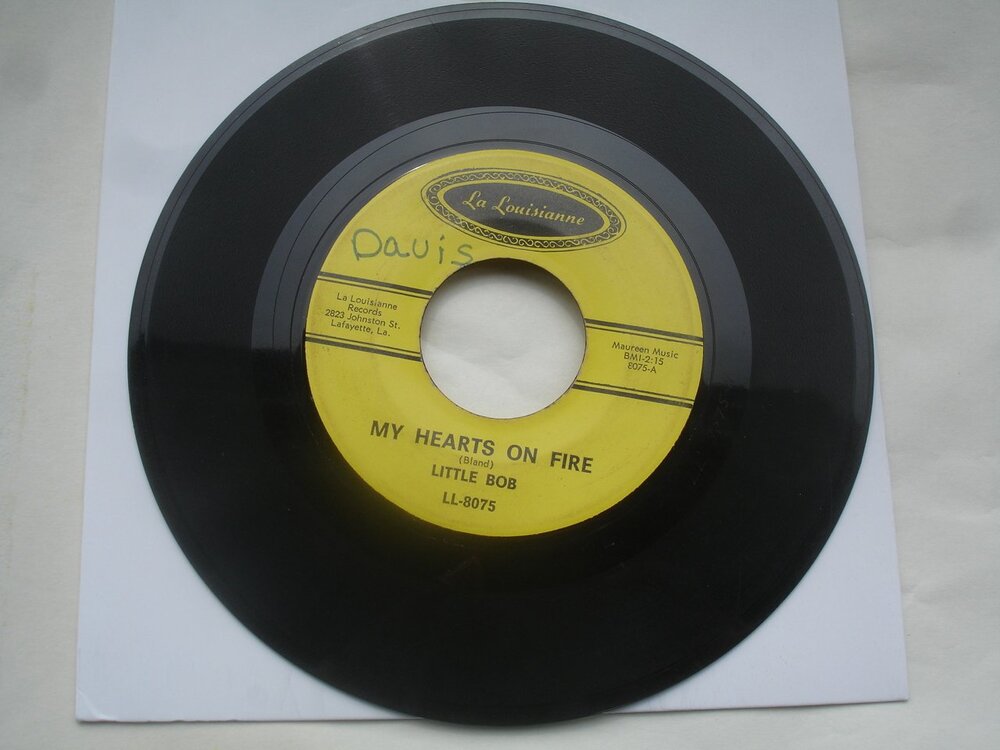 La Louisianne
Davis
La Louisianne
Records
2823 Johnston St.
Lafayette, La.
Maureen Music
BMI-2:15
8075-A
MY HEARTS ON FIRE
(Bland)
LITTLE BOB
LL-8075